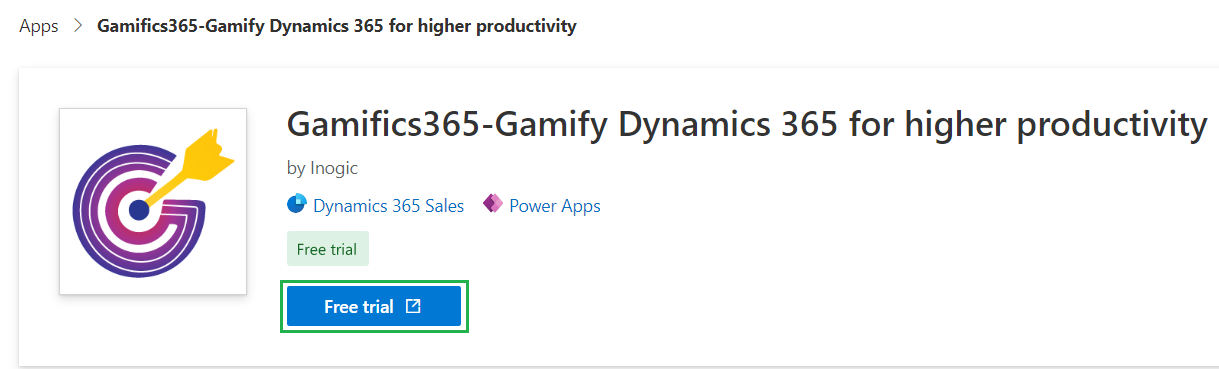 Apps > Gamifics365-Gamify Dynamics 365 for higher productivity
Gamifics365-Gamify Dynamics 365 for higher productivity
by Inogic
Dynamics 365 Sales Power Apps
Free trial
Free trial